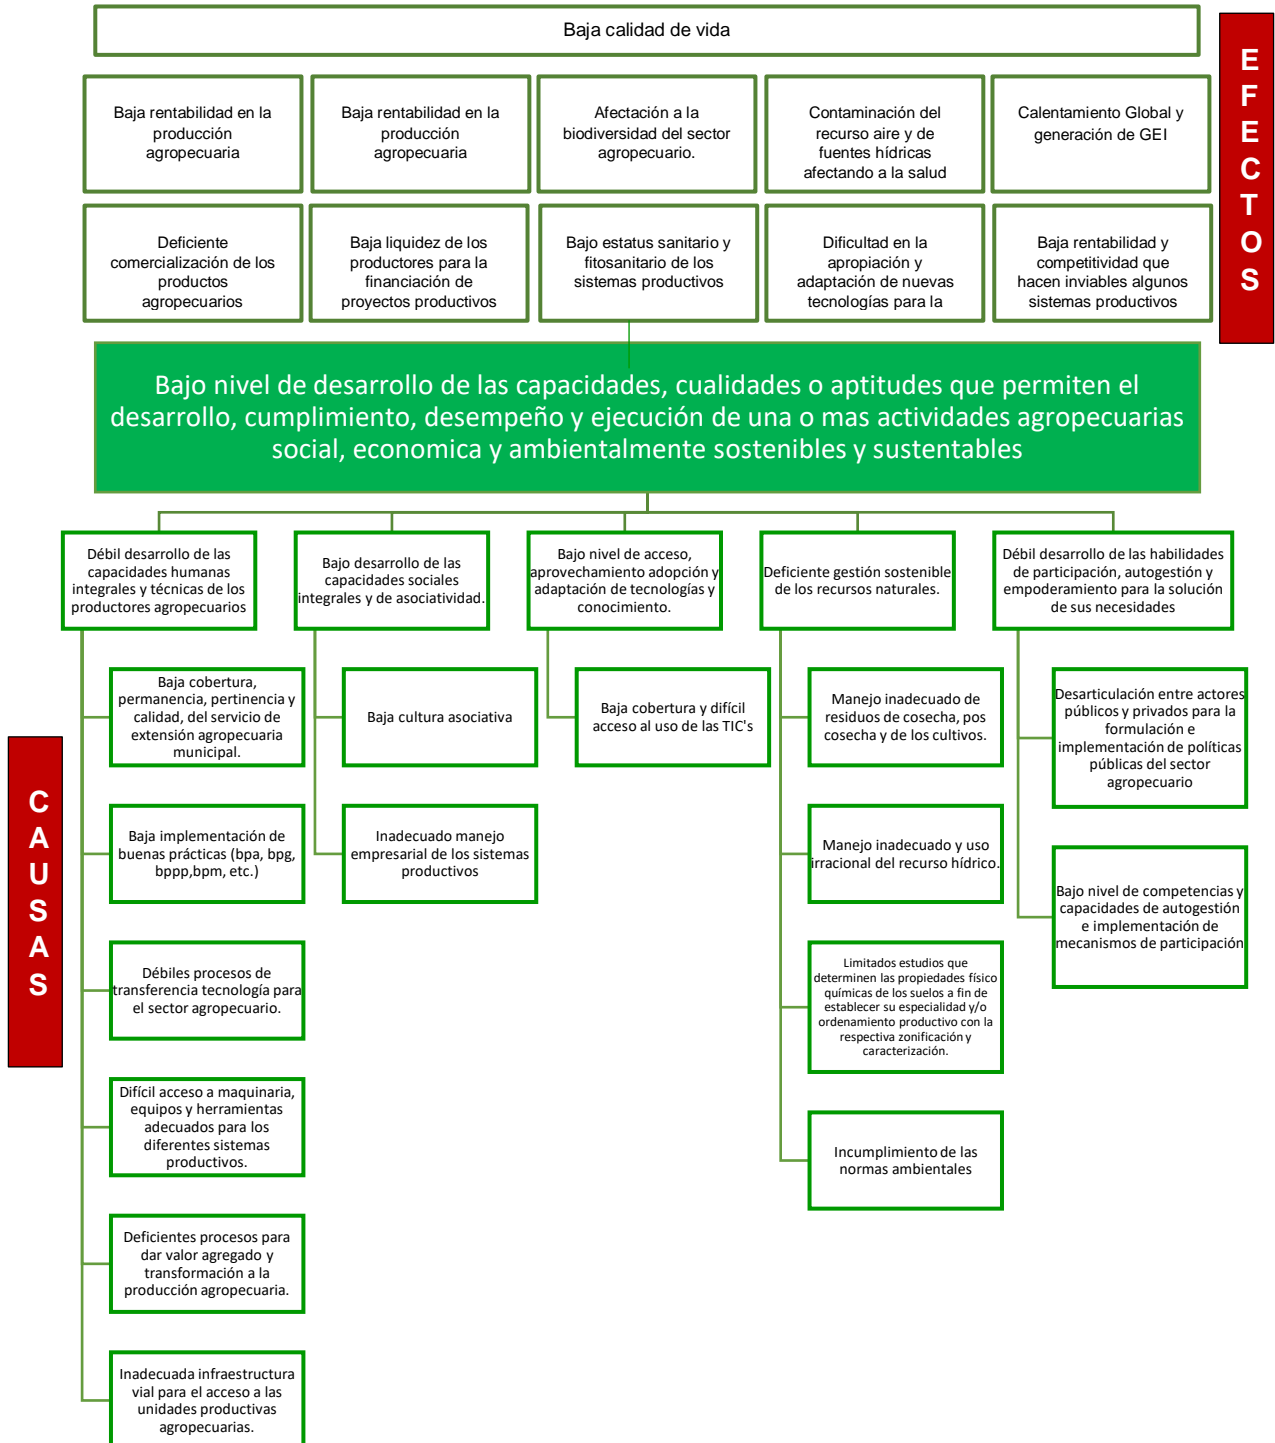 Baja calidad de vida
E
F
E
C
T
O
S
Baja rentabilidad en la
producción
agropecuaria
Baja rentabilidad en la
producción
agropecuaria
Afectación a la
biodiversidad del sector
agropecuario.
Contaminación del
recurso aire y de
fuentes hídricas
afectando a la salud
Calentamiento Global y
generación de GEI
Deficiente
comercialización de los
productos
agropecuarios
Baja liquidez de los
productores para la
financiación de
proyectos productivos
Bajo estatus sanitario y
fitosanitario de los
sistemas productivos
Dificultad en la
apropiación y
adaptación de nuevas
tecnologías para la
Baja rentabilidad y
competitividad que
hacen inviables algunos
sistemas productivos
Bajo nivel de desarrollo de las capacidades, cualidades o aptitudes que permiten el
desarrollo, cumplimiento, desempeño y ejecución de una o mas actividades agropecuarias
social, economica y ambientalmente sostenibles y sustentables
Débil desarrollo de las
capacidades humanas
integrales y técnicas de los
productores agropecuarios
Bajo desarrollo de las
capacidades sociales
integrales y de asociatividad.
Bajo nivel de acceso,
aprovechamiento adopción y
adaptación de tecnologías y
conocimiento.
Deficiente gestión sostenible
de los recursos naturales.
Débil desarrollo de las habilidades
de participación, autogestión y
empoderamiento para la solución
de sus necesidades
C
A
U
S
A
S
Baja cobertura,
permanencia, pertinencia y
calidad, del servicio de
extensión agropecuaria
municipal.
Baja implementación de
buenas prácticas (bpa, bpg,
bppp,bpm, etc.)
Débiles procesos de
transferencia tecnología para
el sector agropecuario.
Difícil acceso a maquinaria,
equipos y herramientas
adecuados para los
diferentes sistemas
productivos.
Deficientes procesos para
dar valor agregado y
transformación a la
producción agropecuaria.
Inadecuada infraestructura
vial para el acceso a las
unidades productivas
agropecuarias.
Baja cultura asociativa
Inadecuado manejo
empresarial de los sistemas
productivos
Baja cobertura y difícil
acceso al uso de las TIC's
Manejo inadecuado de
residuos de cosecha, pos
cosecha y de los cultivos.
Manejo inadecuado y uso
irracional del recurso hídrico.
Limitados estudios que
determinen las propiedades físico
químicas de los suelos a fin de
establecer su especialidad y/o
ordenamiento productivo con la
respectiva zonificación y
caracterización.
Incumplimiento de las
normas ambientales
Desarticulación entre actores
públicos y privados para la
formulación e
implementación de políticas
públicas del sector
agropecuario
Bajo nivel de competencias y
capacidades de autogestión
e implementación de
mecanismos de participación